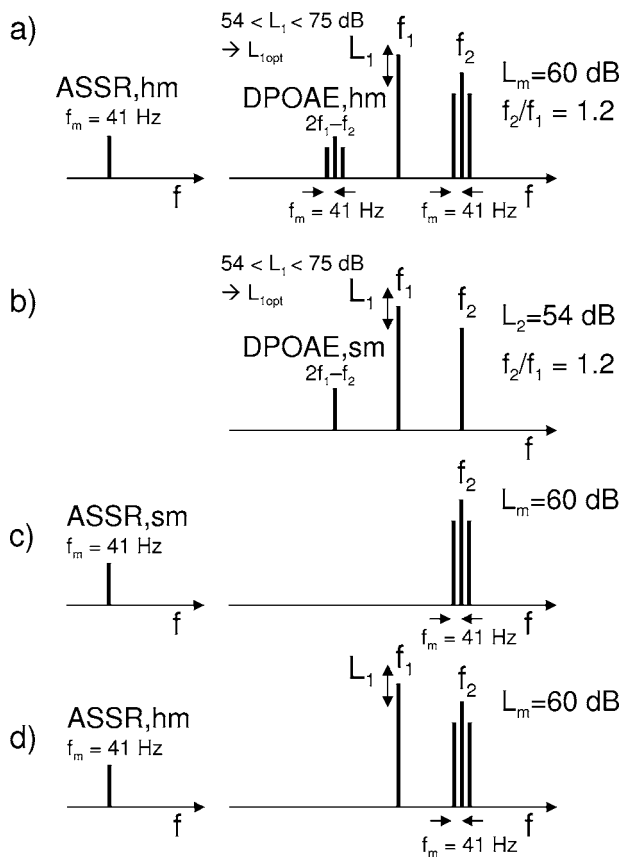 a)
54 < L1 < 75 dB
→ L1opt
L1
f1
f2
Lm=60 dB
f2/f1 = 1.2
ASSR,hm
fm = 41 Hz
DPOAE,hm
2f1−f2
f
f
fm = 41 Hz
fm = 41 Hz
b)
54 < L1 < 75 dB
→ L1opt
L1
f1
f2
L2=54 dB
f2/f1 = 1.2
DPOAE,sm
2f1−f2
f
c)
ASSR,sm
fm = 41 Hz
f2
Lm=60 dB
f
f
fm = 41 Hz
d)
L1
f1
f2
Lm=60 dB
ASSR,hm
fm = 41 Hz
f
f
fm = 41 Hz